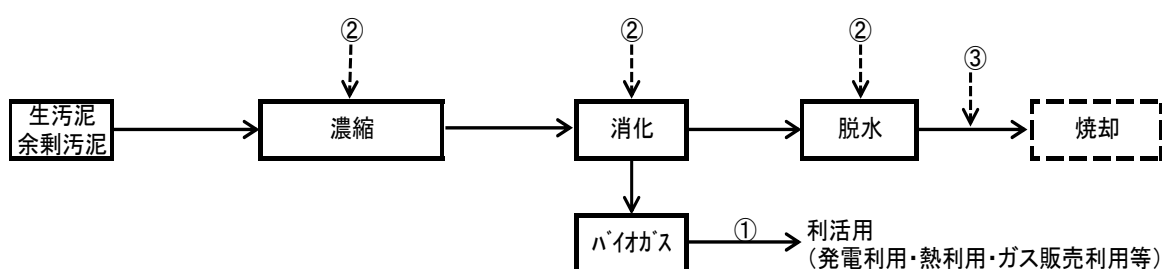 ②
②
②
③
生汚泥
余剰汚泥
濃縮
消化
脱水
焼却
バイオガス
①
利活用
（発電利用・熱利用・ガス販売利用等）